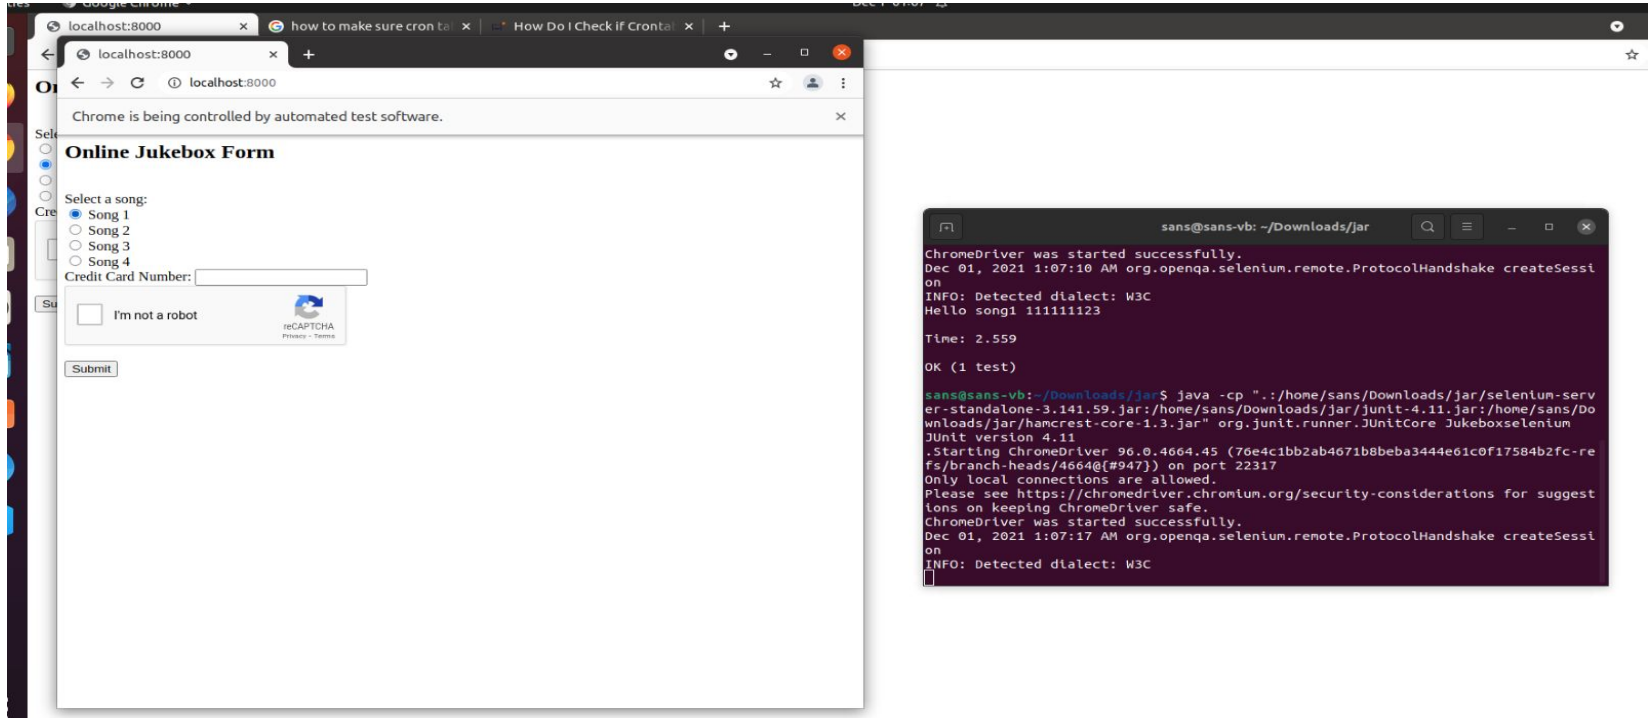 Google Chrome
Dec 1 01:07
localhost:8000
how to make sure cron ta
How Do I Check if Cronta
localhost:8000
localhost:8000
Chrome is being controlled by automated test software.
Online Jukebox Form
Select a song:
Song 1
Song 2
Song 3
Song 4
Credit Card Number:
I'm not a robot
reCAPTCHA
Privacy - Terms
Submit
sans@sans-vb: ~/Downloads/jar
ChromeDriver was started successfully.
Dec 01, 2021 1:07:10 AM org.openqa.selenium.remote.ProtocolHandshake createSessi
on
INFO: Detected dialect: W3C
Hello song1 111111123
Time: 2.559
OK (1 test)
sans@sans-vb:~/Downloads/jar$ java -cp ".:/home/sans/Downloads/jar/selenium-serv
er-standalone-3.141.59.jar:/home/sans/Downloads/jar/junit-4.11.jar:/home/sans/Do
wnloads/jar/hamcrest-core-1.3.jar" org.junit.runner.JUnitCore Jukeboxselenium
JUnit version 4.11
.Starting ChromeDriver 96.0.4664.45 (76e4c1bb2ab4671b8beba3444e61c0f17584b2fc-re
fs/branch-heads/4664@{#947}) on port 22317
Only local connections are allowed.
Please see https://chromedriver.chromium.org/security-considerations for suggest
ions on keeping ChromeDriver safe.
ChromeDriver was started successfully.
Dec 01, 2021 1:07:17 AM org.openqa.selenium.remote.ProtocolHandshake createSessi
on
INFO: Detected dialect: W3C